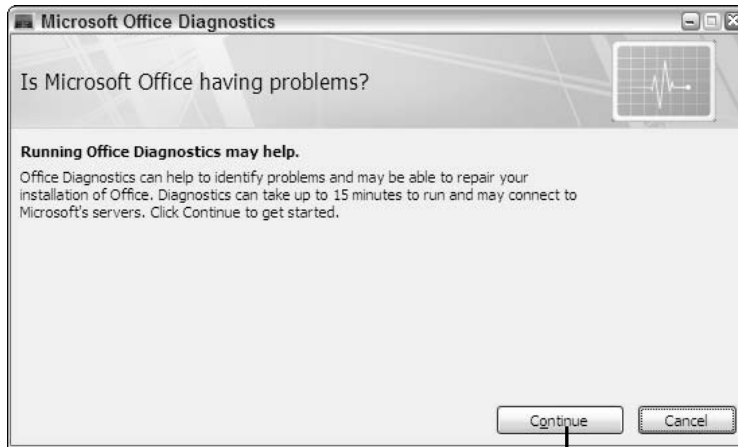 Microsoft Office Diagnostics
Is Microsoft Office having problems?
Running Office Diagnostics may help.
Office Diagnostics can help to identify problems and may be able to repair your
installation of Office. Diagnostics can take up to 15 minutes to run and may connect to
Microsoft's servers. Click Continue to get started.
Continue
Cancel